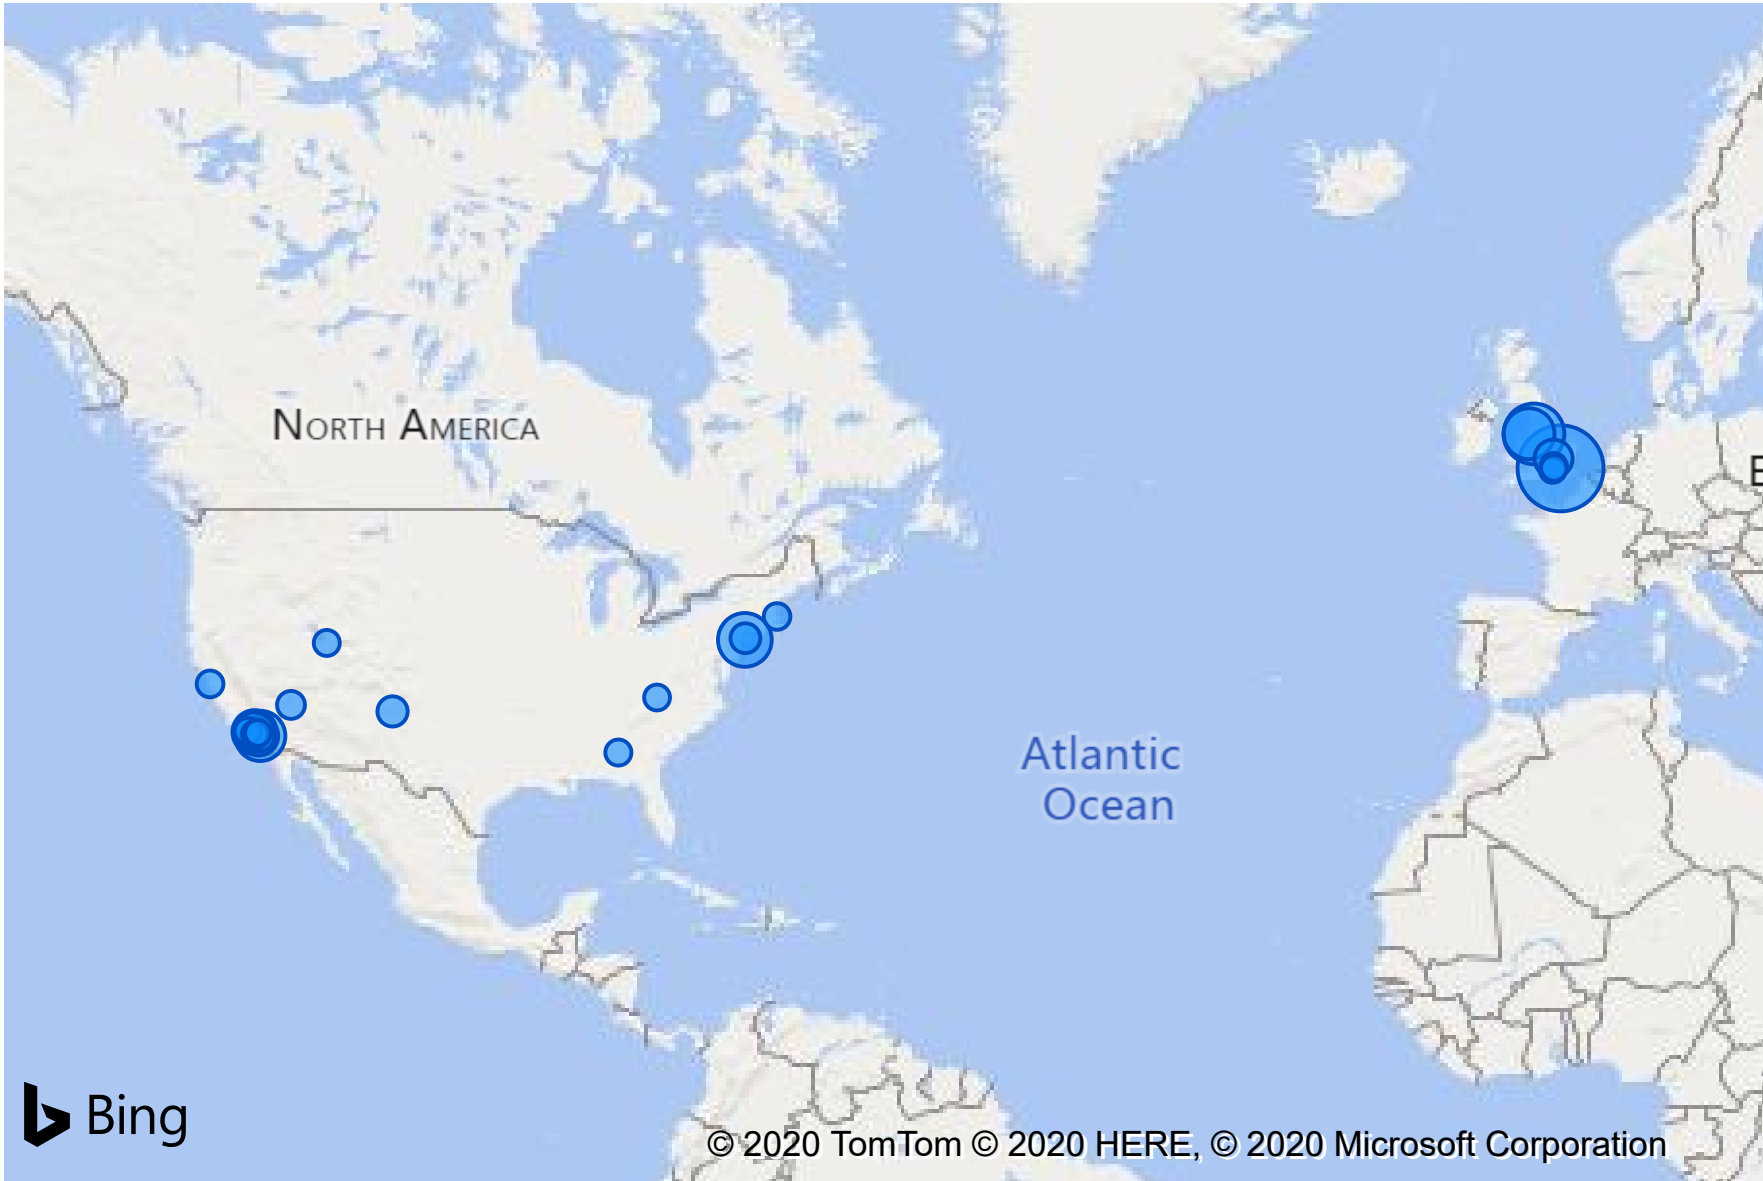 NORTH AMERICA
E
Atlantic
Ocean
Bing
© 2020 TomTom © 2020 HERE, © 2020 Microsoft Corporation